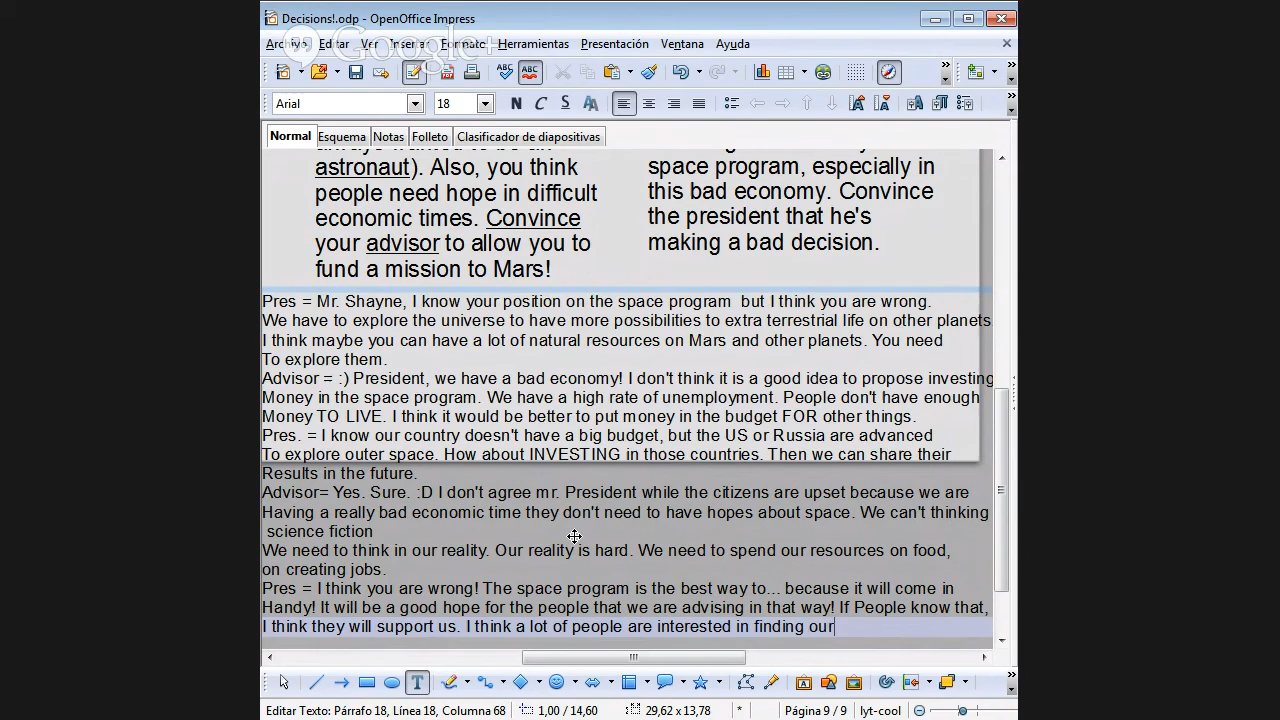 Decisions!.odp - OpenOffice Impress
Google+
Archivo Editar Ver Insertar Formato Herramientas Presentación Ventana Ayuda
Arial 18 N C S
Normal Esquema Notas Folleto Clasificador de diapositivas
astronaut). Also, you think
people need hope in difficult
economic times. Convince
your advisor to allow you to
fund a mission to Mars!
space program, especially in
this bad economy. Convince
the president that he's
making a bad decision.
Pres = Mr. Shayne, I know your position on the space program but I think you are wrong.
We have to explore the universe to have more possibilities to extra terrestrial life on other planets
I think maybe you can have a lot of natural resources on Mars and other planets. You need
To explore them.
Advisor = :) President, we have a bad economy! I don't think it is a good idea to propose investing
Money in the space program. We have a high rate of unemployment. People don't have enough
Money TO LIVE. I think it would be better to put money in the budget FOR other things.
Pres. = I know our country doesn't have a big budget, but the US or Russia are advanced
To explore outer space. How about INVESTING in those countries. Then we can share their
Results in the future.
Advisor= Yes. Sure. :D I don't agree mr. President while the citizens are upset because we are
Having a really bad economic time they don't need to have hopes about space. We can't thinking
science fiction
We need to think in our reality. Our reality is hard. We need to spend our resources on food,
on creating jobs.
Pres = I think you are wrong! The space program is the best way to... because it will come in
Handy! It will be a good hope for the people that we are advising in that way! If People know that,
I think they will support us. I think a lot of people are interested in finding our
Editar Texto: Párrafo 18, Línea 18, Columna 68 1,00 / 14,60 29,62 x 13,78 * Página 9 / 9 lyt-cool